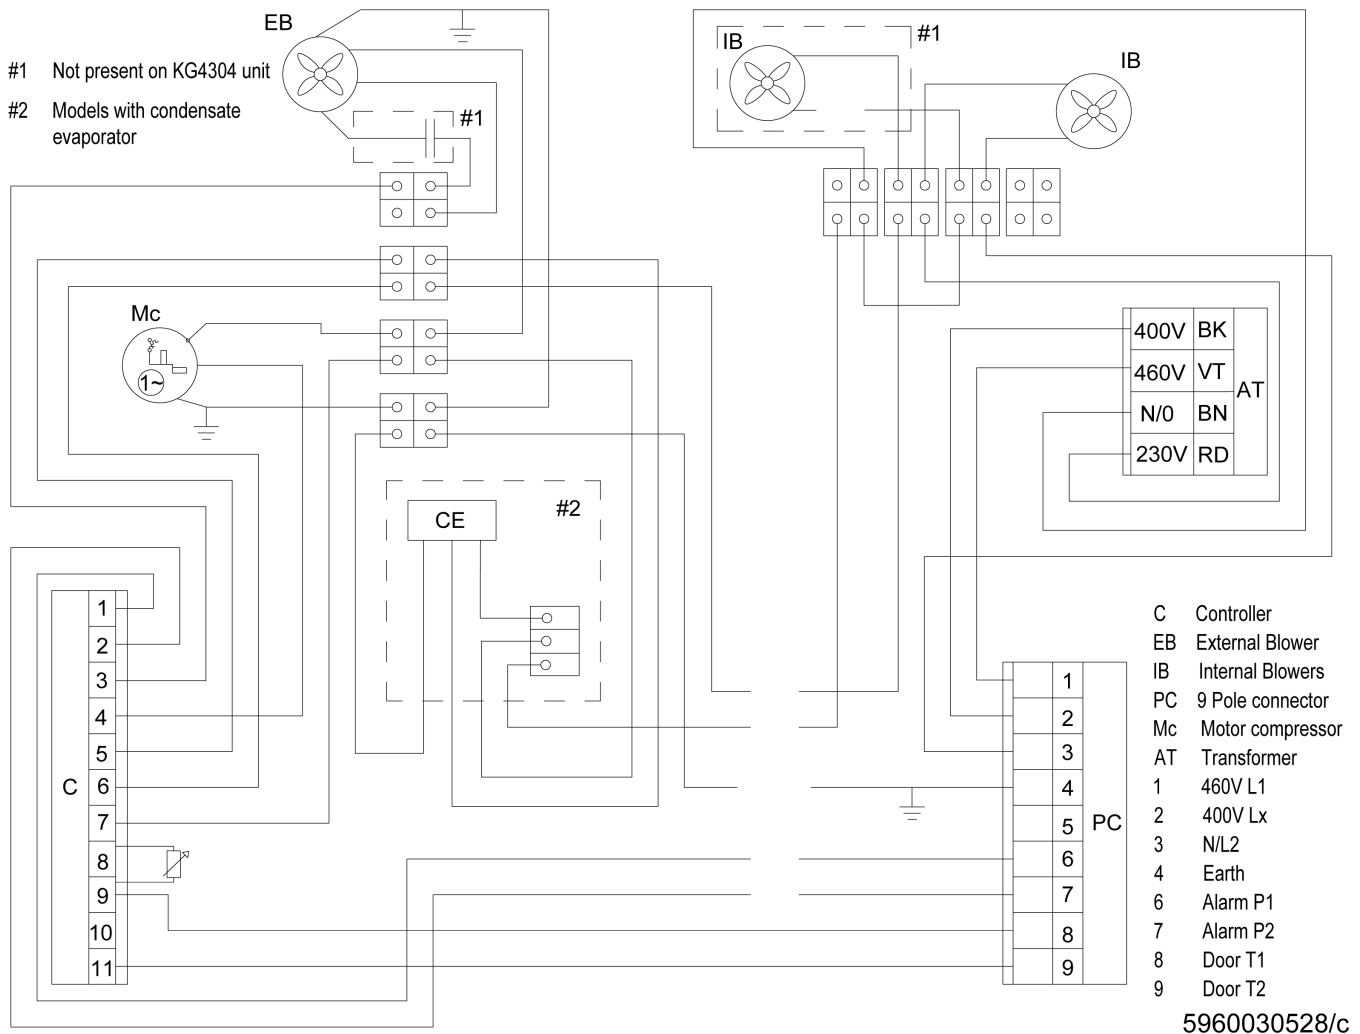 EB
#1 Not present on KG4304 unit
#2 Models with condensate
evaporator
#1
IB
#1
IB
Mc
1~
400V BK
460V VT
N/0 BN
230V RD
AT
CE
#2
C
1
2
3
4
5
6
7
8
9
10
11
1
2
3
4
5
6
7
8
9
PC
C Controller
EB External Blower
IB Internal Blowers
PC 9 Pole connector
Mc Motor compressor
AT Transformer
1 460V L1
2 400V Lx
3 N/L2
4 Earth
6 Alarm P1
7 Alarm P2
8 Door T1
9 Door T2
5960030528/c